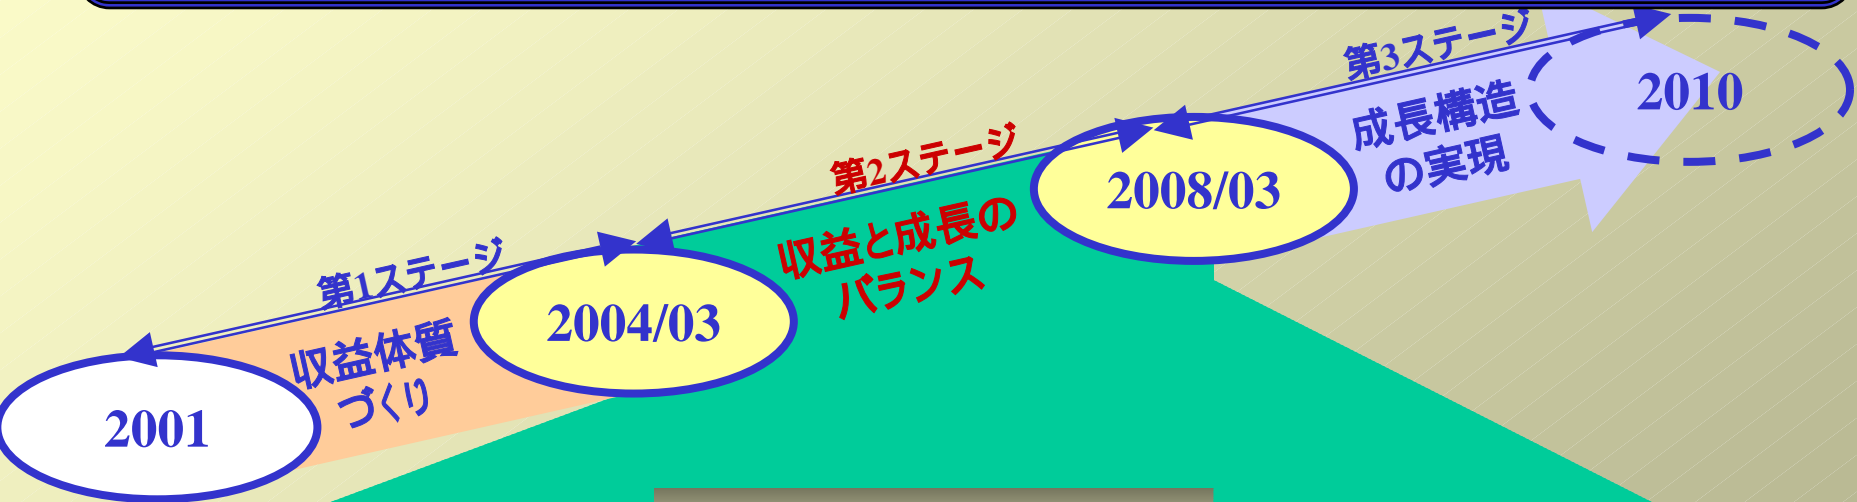 第1ステージ
収益体質
づくり
2001
2004/03
第2ステージ
収益と成長の
バランス
2008/03
第3ステージ
成長構造
の実現
2010